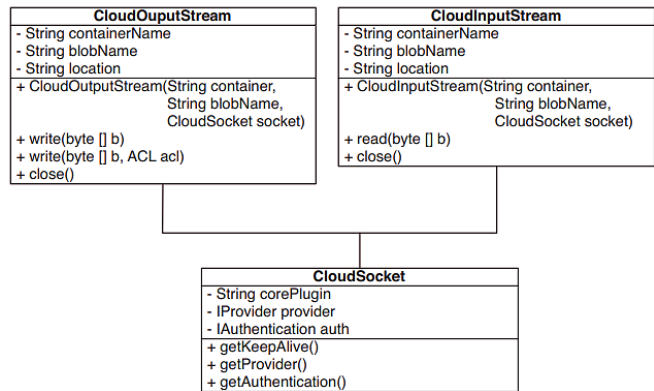 CloudOuputStream
- String containerName
- String blobName
- String location
+ CloudOutputStream(String container,
String blobName,
CloudSocket socket)
+ write(byte [] b)
+ write(byte [] b, ACL acl)
+ close()
CloudInputStream
- String containerName
- String blobName
- String location
+ CloudInputStream(String container,
String blobName,
CloudSocket socket)
+ read(byte [] b)
+ close()
CloudSocket
- String corePlugin
- IProvider provider
- IAuthentication auth
+ getKeepAlive()
+ getProvider()
+ getAuthentication()